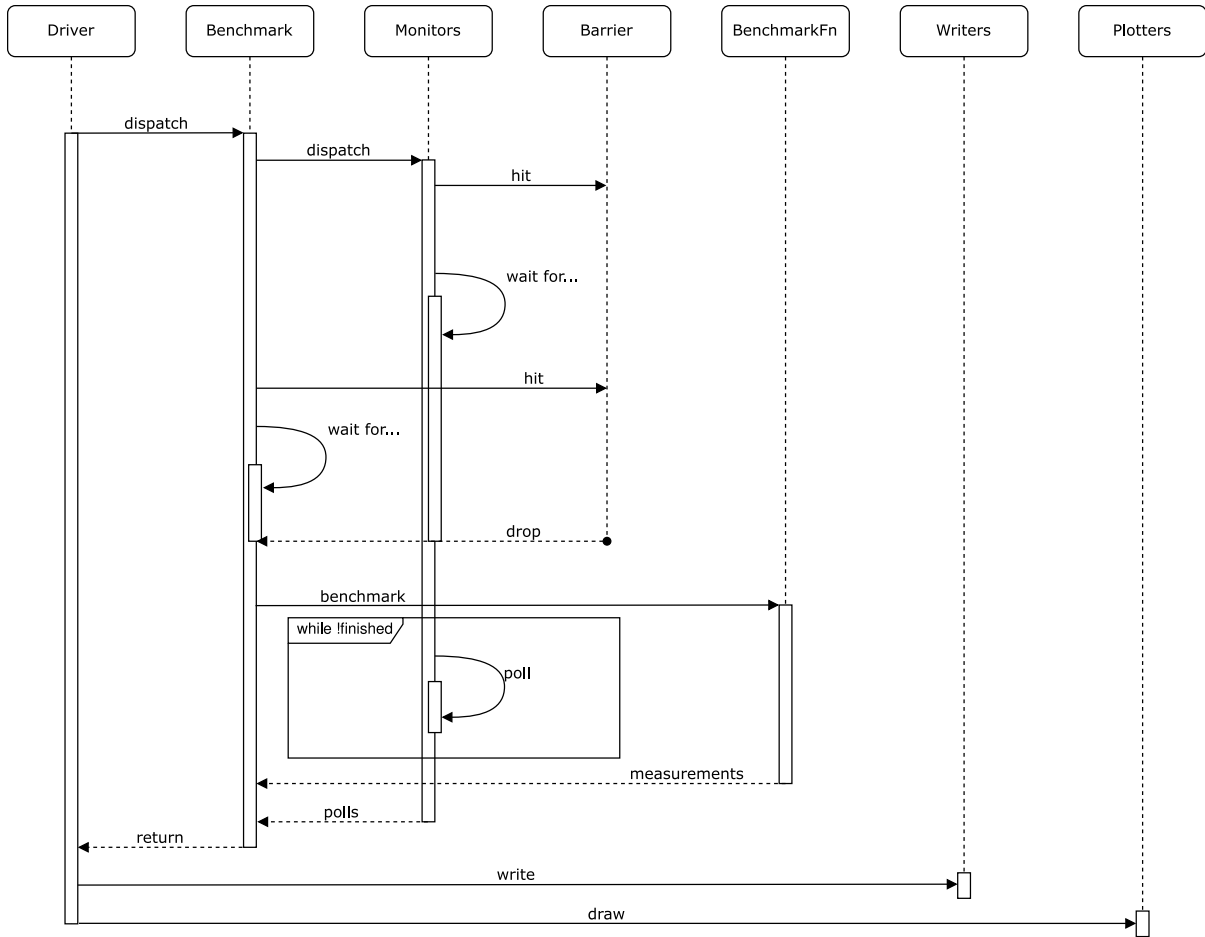 Driver
Benchmark
Monitors
Barrier
BenchmarkFn
Writers
Plotters
dispatch
dispatch
hit
wait for...
hit
wait for...
drop
benchmark
while !finished
poll
measurements
polls
return
write
draw